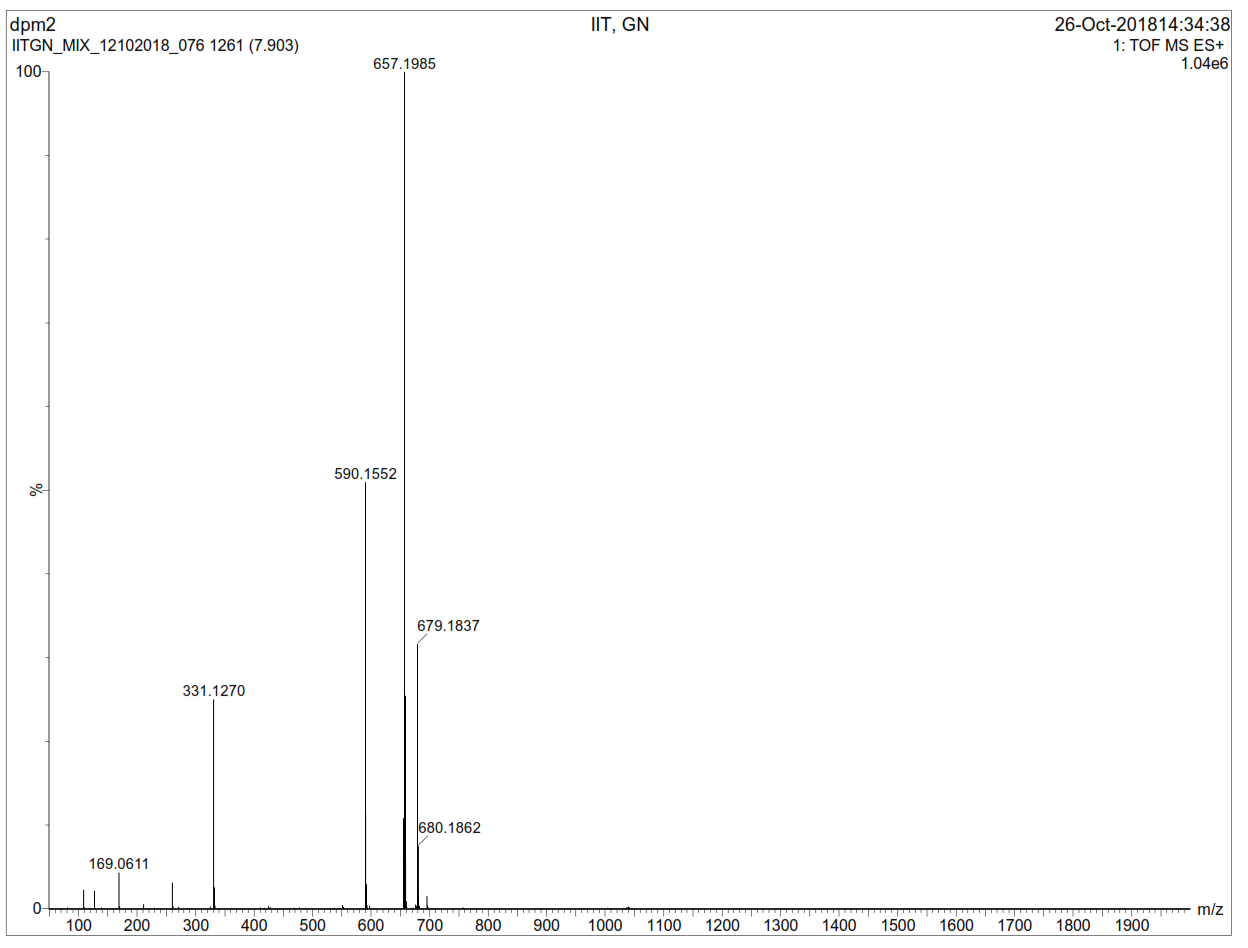 dpm2 IIT, GN 26-Oct-201814:34:38
IITGN_MIX_12102018_076 1261 (7.903) 1: TOF MS ES+
1.04e6
100
657.1985
590.1552
%
679.1837
331.1270
680.1862
169.0611
0
m/z
100 200 300 400 500 600 700 800 900 1000 1100 1200 1300 1400 1500 1600 1700 1800 1900